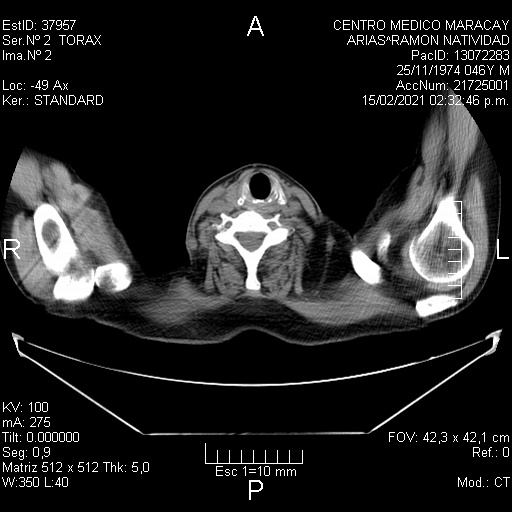 EstID: 37957
Ser.Nº 2 TORAX
Ima.Nº 2
Loc: -49 Ax
Ker.: STANDARD
A
CENTRO MEDICO MARACAY
ARIAS^RAMON NATIVIDAD
PacID: 13072283
25/11/1974 046Y M
AccNum: 21725001
15/02/2021 02:32:46 p.m.
R
L
KV: 100
mA: 275
Tilt: 0.000000
Seg: 0,9
Matriz 512 x 512 Thk: 5,0
W:350 L:40
Esc 1=10 mm
P
FOV: 42,3 x 42,1 cm
Ref.: 0
Mod.: CT